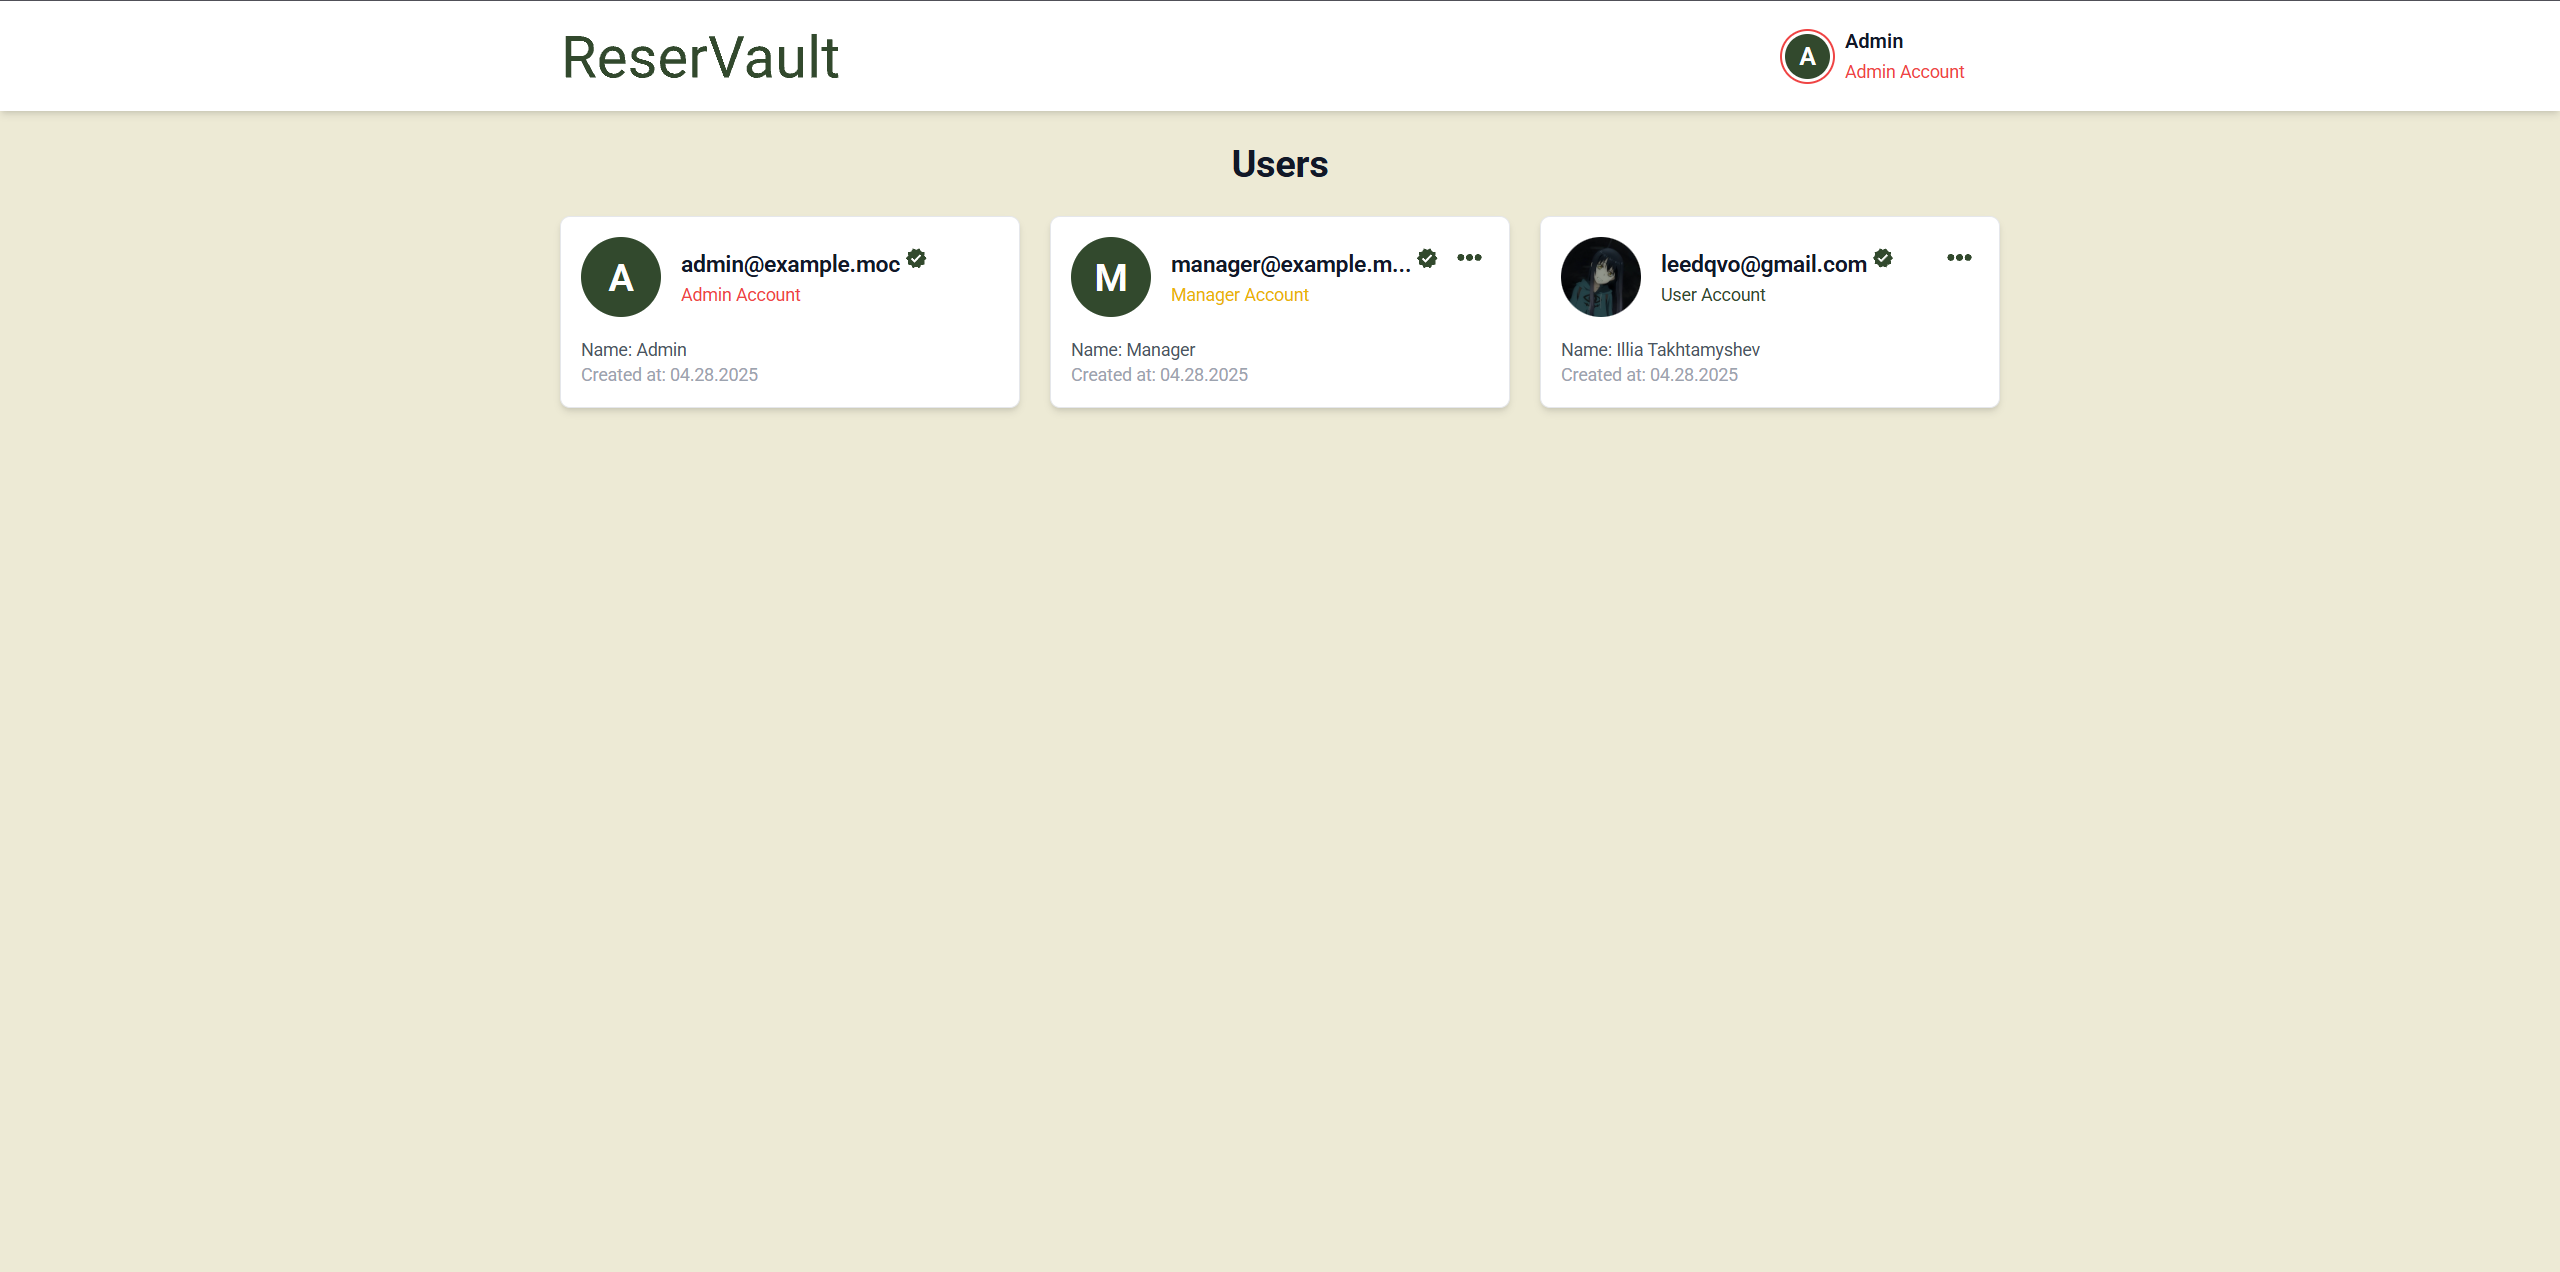 ReserVault
A
Admin
Admin Account
Users
A
admin@example.moc
Admin Account
Name: Admin
Created at: 04.28.2025
M
manager@example.m...
Manager Account
Name: Manager
Created at: 04.28.2025
leedqvo@gmail.com
User Account
Name: Illia Takhtamyshev
Created at: 04.28.2025